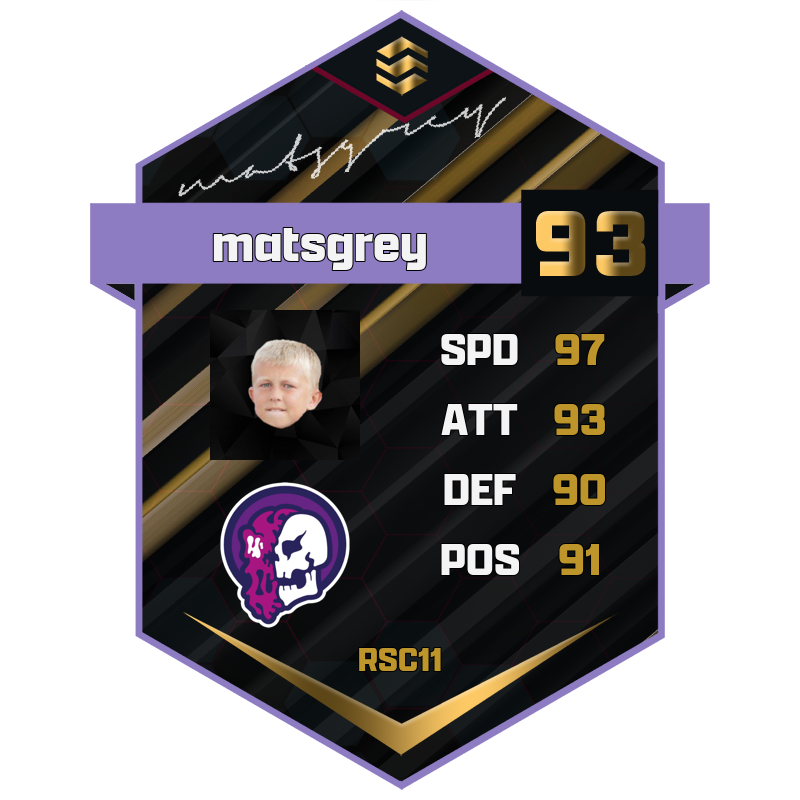 matsgrey
matsgrey 93
SPD 97
ATT 93
DEF 90
POS 91
RSC11